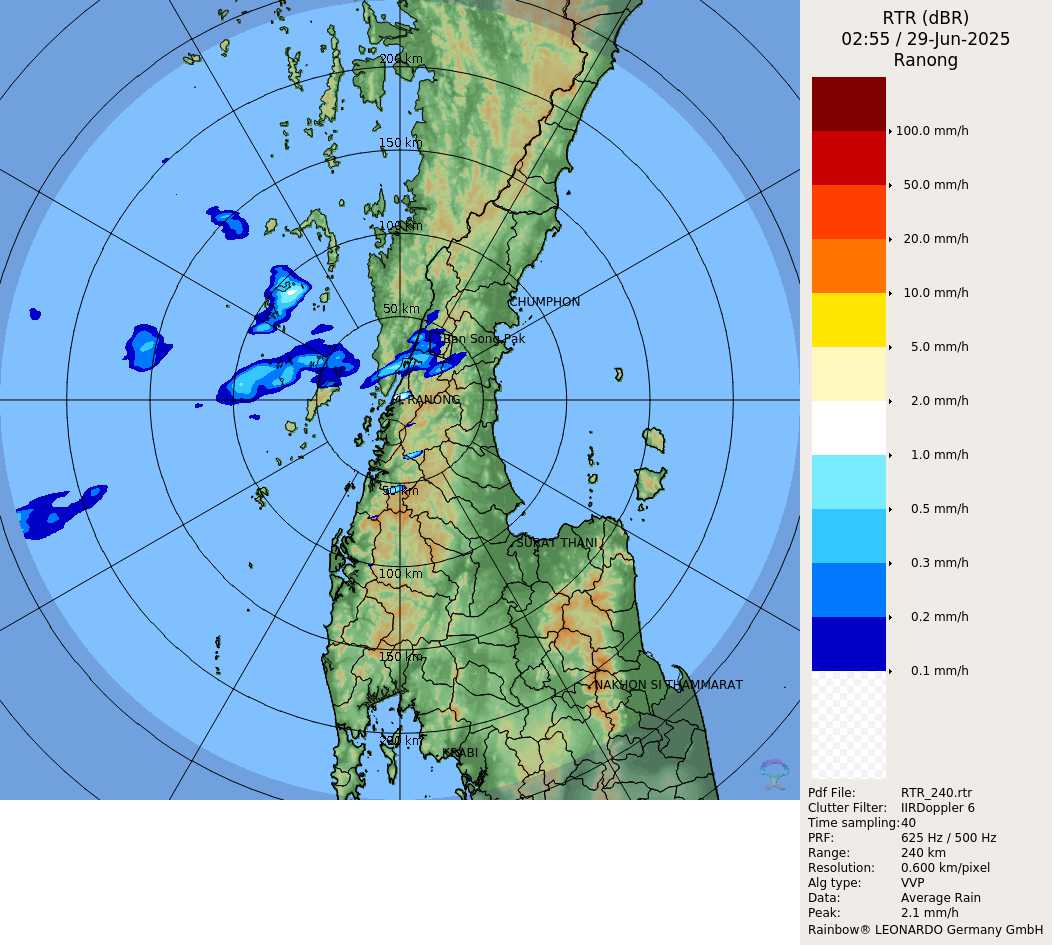 RTR (dBR)
02:55 / 29-Jun-2025
Ranong
200 km
150 km
100 km
50 km
CHUMPHON
Ban Song Pak
RANONG
50 km
SURAT THANI
100 km
150 km
NAKHON SI THAMMARAT
200 km
KRABI
100.0 mm/h
50.0 mm/h
20.0 mm/h
10.0 mm/h
5.0 mm/h
2.0 mm/h
1.0 mm/h
0.5 mm/h
0.3 mm/h
0.2 mm/h
0.1 mm/h
Pdf File: RTR_240.rtr
Clutter Filter: IIRDoppler 6
Time sampling:40
PRF: 625 Hz / 500 Hz
Range: 240 km
Resolution: 0.600 km/pixel
Alg type: VVP
Data: Average Rain
Peak: 2.1 mm/h
Rainbow® LEONARDO Germany GmbH